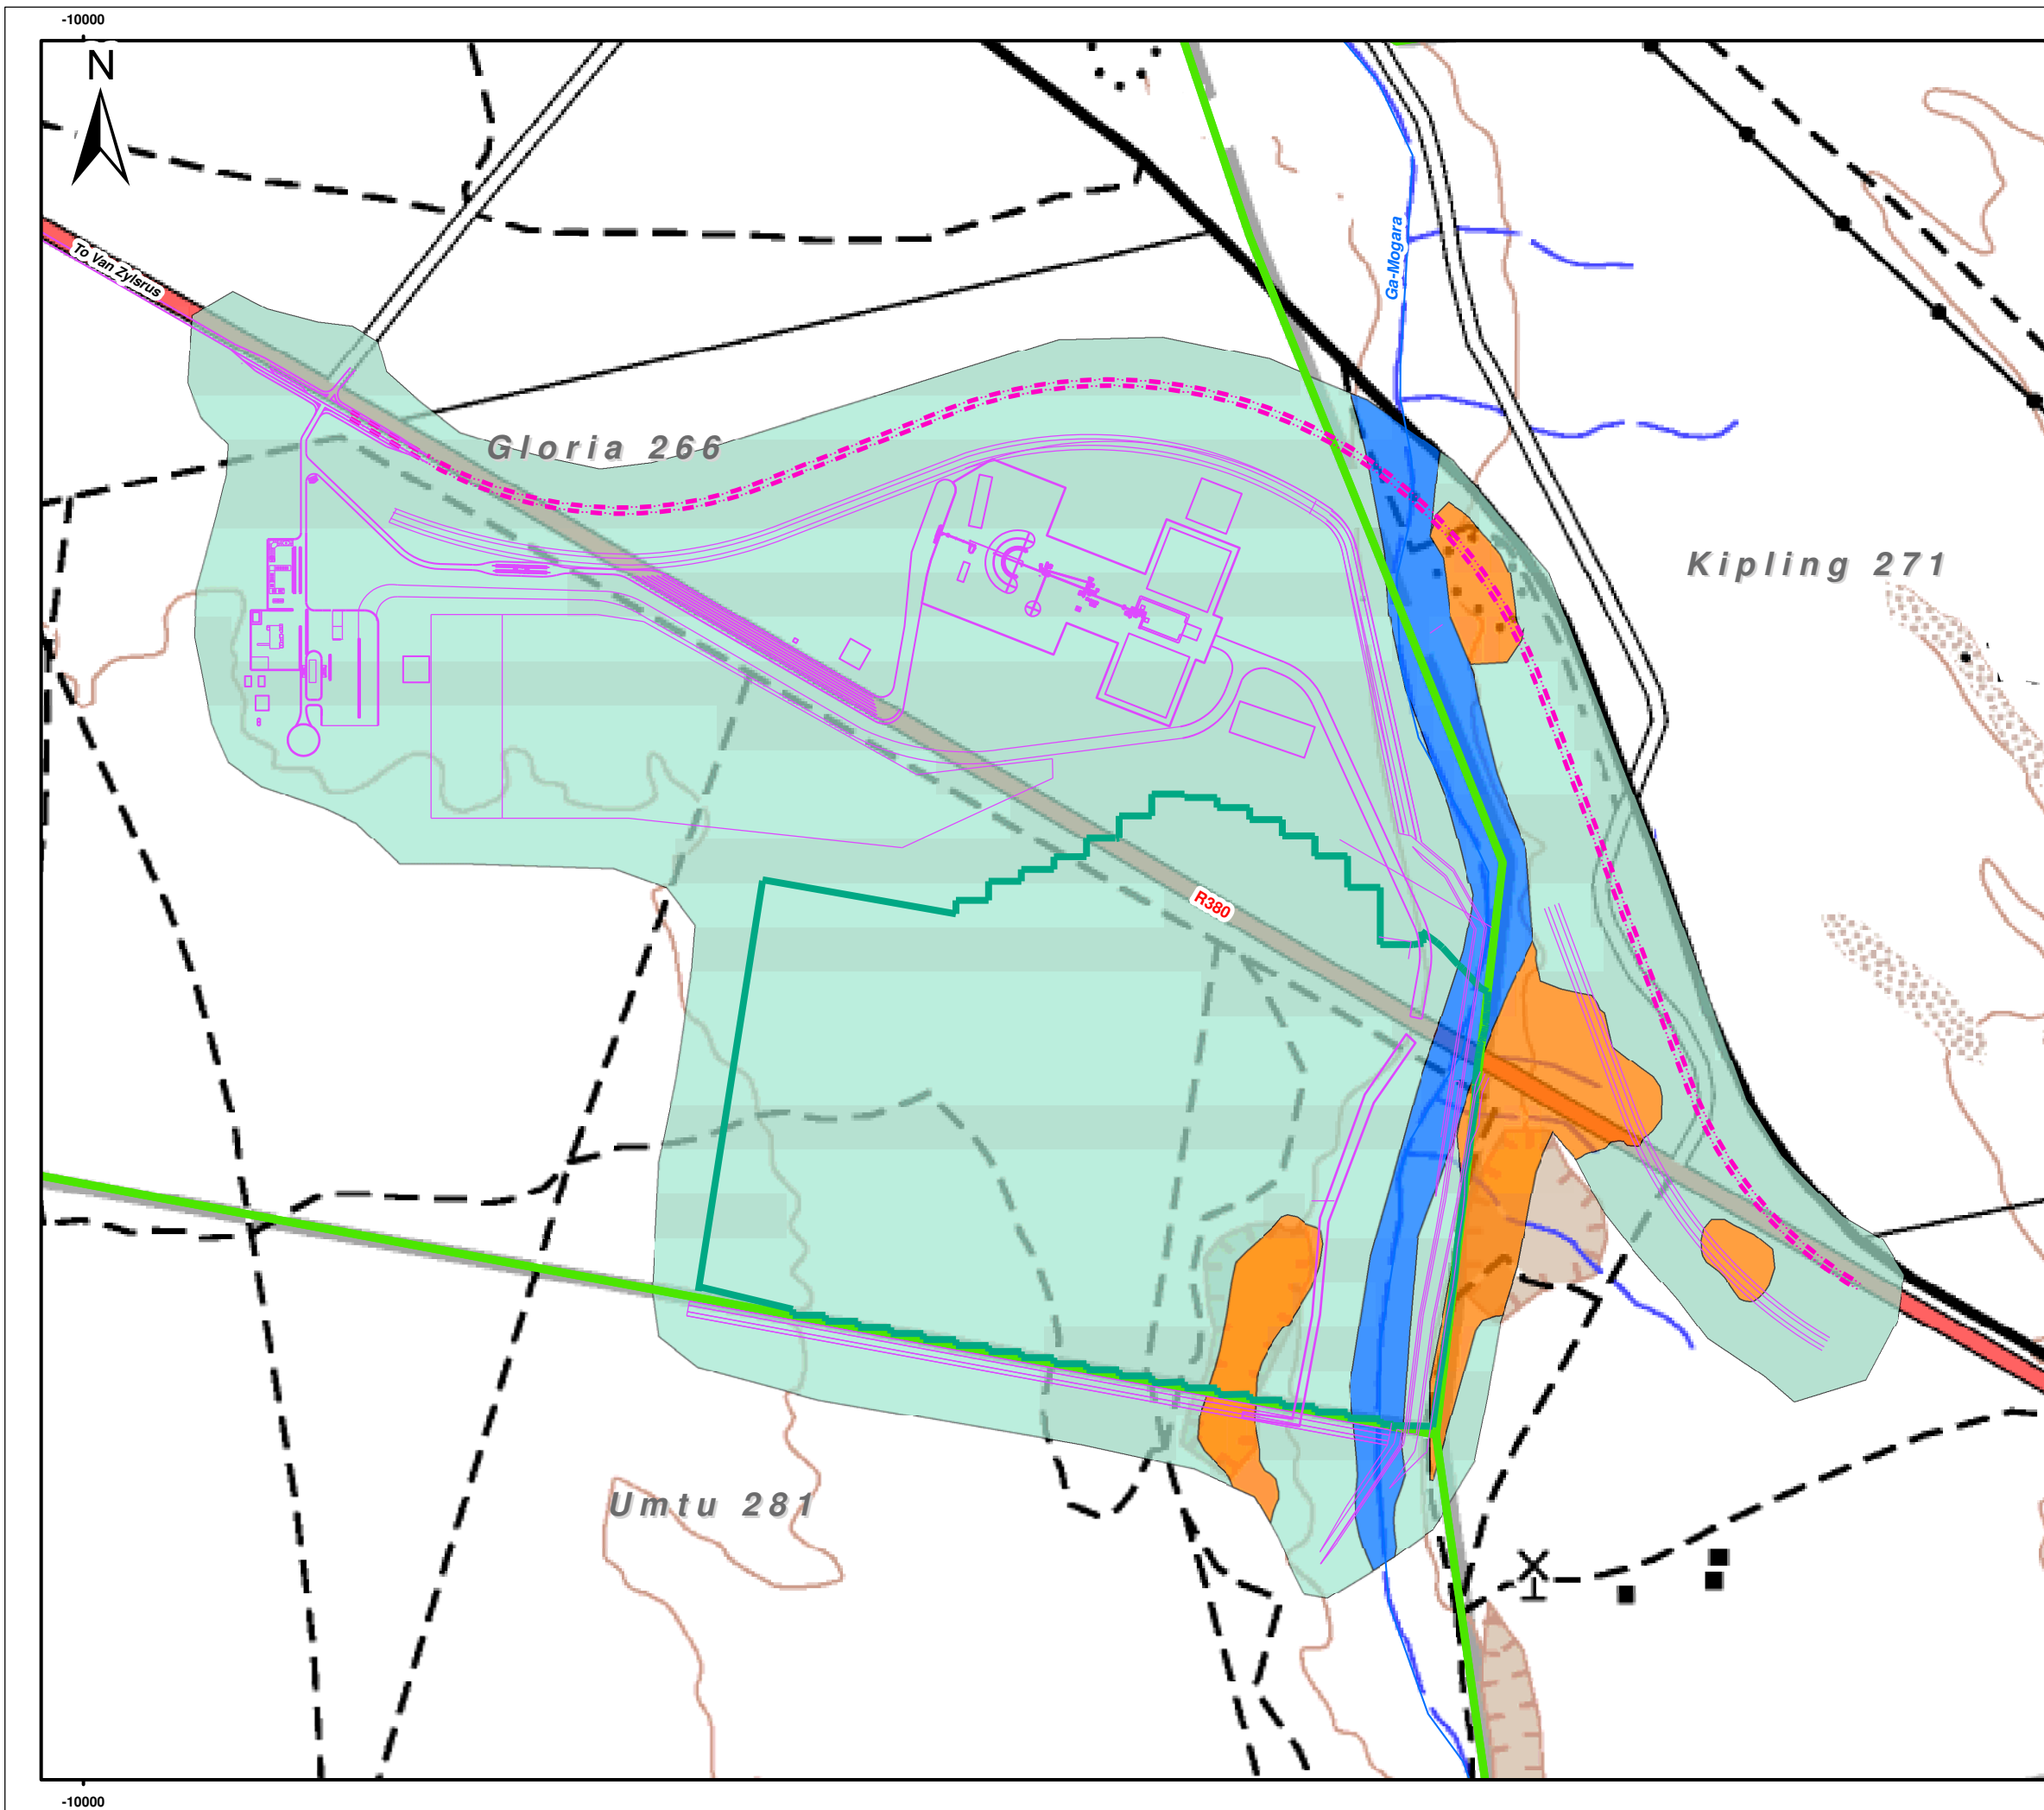 -10000
N
To Van Zylsrus
Ga-Mogara
Gloria 266
Kipling 271
R380
Umtu 281
-10000